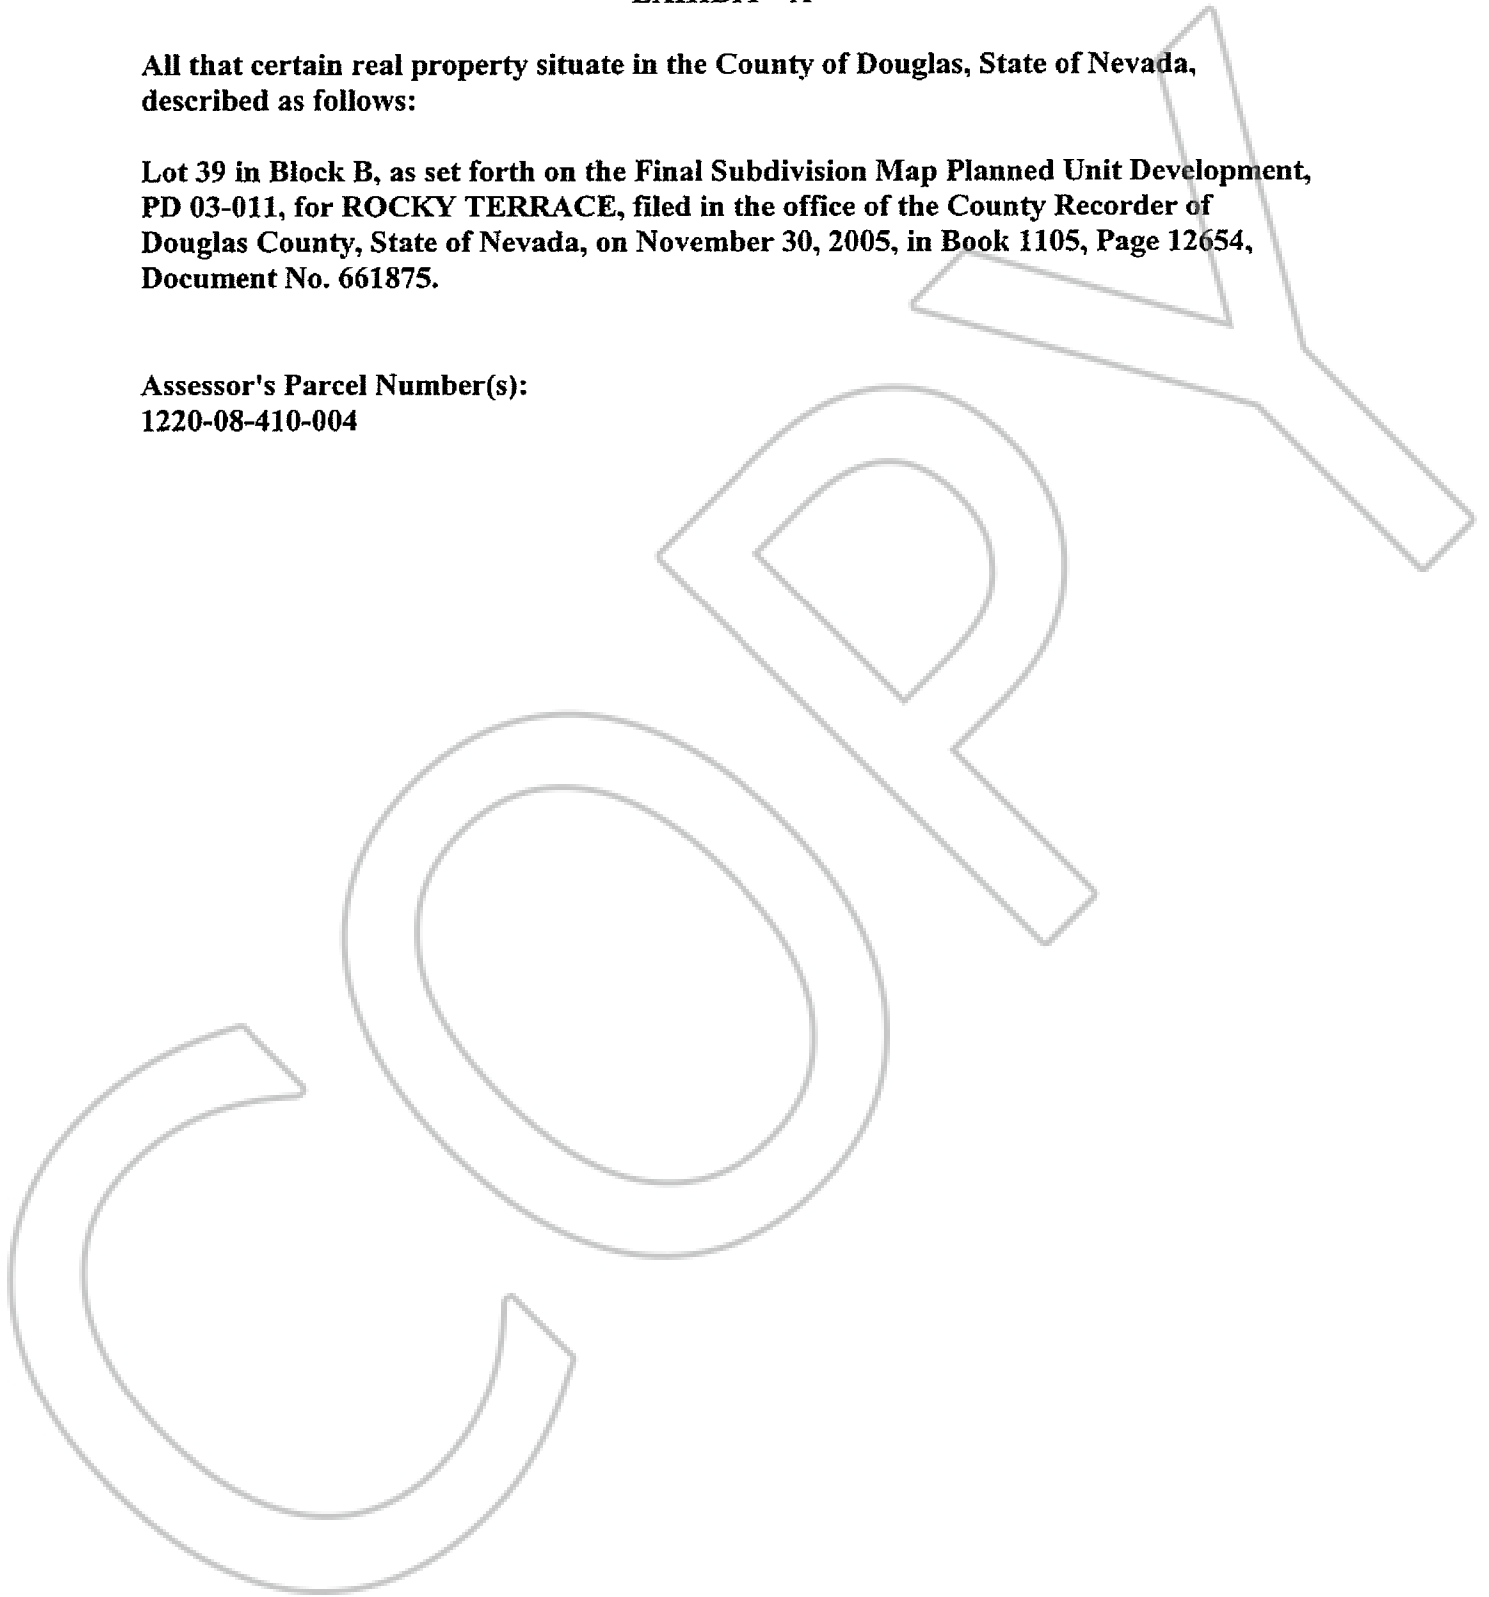 All that certain real property situate in the County of Douglas, State of Nevada,
described as follows:
Lot 39 in Block B, as set forth on the Final Subdivision Map Planned Unit Development,
PD 03-011, for ROCKY TERRACE, filed in the office of the County Recorder of
Douglas County, State of Nevada, on November 30, 2005, in Book 1105, Page 12654,
Document No. 661875.
Assessor's Parcel Number(s):
1220-08-410-004
COPY